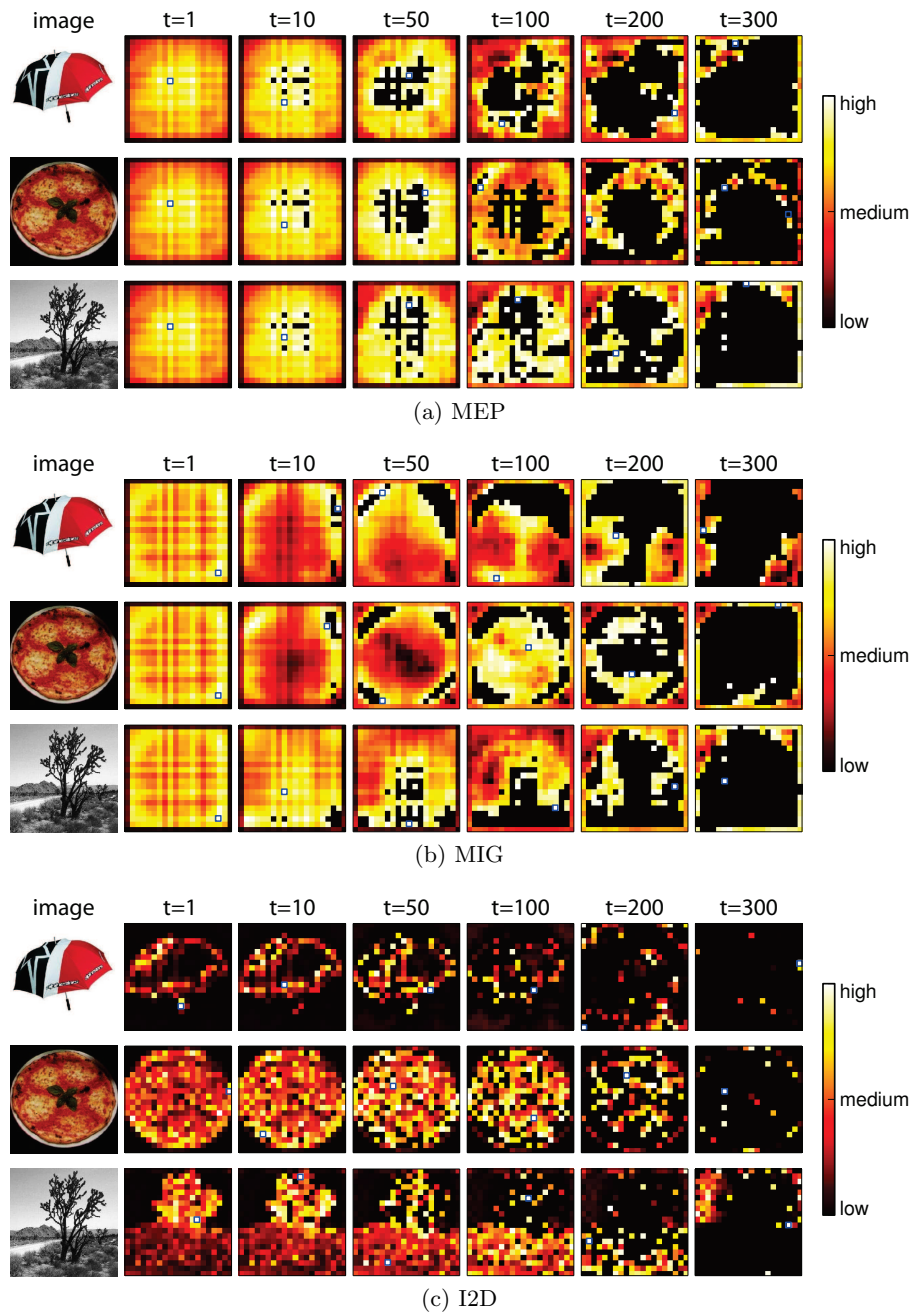 image t=1 t=10 t=50 t=100 t=200 t=300
high
medium
low
(a) MEP
image t=1 t=10 t=50 t=100 t=200 t=300
high
medium
low
(b) MIG
image t=1 t=10 t=50 t=100 t=200 t=300
high
medium
low
(c) I2D